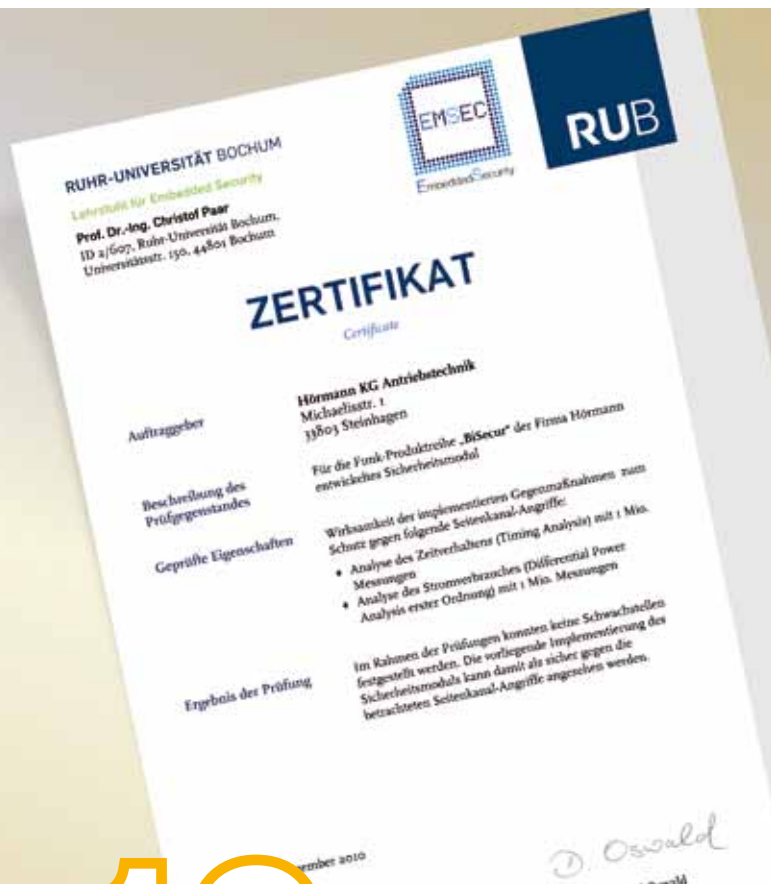 RUHR-UNIVERSITÄT BOCHUM
Lehrstuhl für Embedded Security
Prof. Dr.-Ing. Christof Paar
ID 2/607, Ruhr-Universität Bochum,
Universitätsstr. 150, 44801 Bochum
EMSEC
EmbeddedSecurity
RUB
ZERTIFIKAT
Certificate
Auftraggeber
Hörmann KG Antriebstechnik
Michaelisstr. 1
33803 Steinhagen
Beschreibung des
Prüfgegenstandes
Für die Funk-Produktreihe „BiSecur" der Firma Hörmann
entwickeltes Sicherheitsmodul
Geprüfte Eigenschaften
Wirksamkeit der implementierten Gegenmaßnahmen zum
Schutz gegen folgende Seitenkanal-Angriffe:
• Analyse des Zeitverhaltens (Timing Analysis) mit 1 Mio.
Messungen
• Analyse des Stromverbrauches (Differential Power
Analysis erster Ordnung) mit 1 Mio. Messungen
Ergebnis der Prüfung
Im Rahmen der Prüfungen konnten keine Schwachstellen
festgestellt werden. Die vorliegende Implementierung des
Sicherheitsmoduls kann damit als sicher gegen die
betrachteten Seitenkanal-Angriffe angesehen werden.
2010
D. Oswald